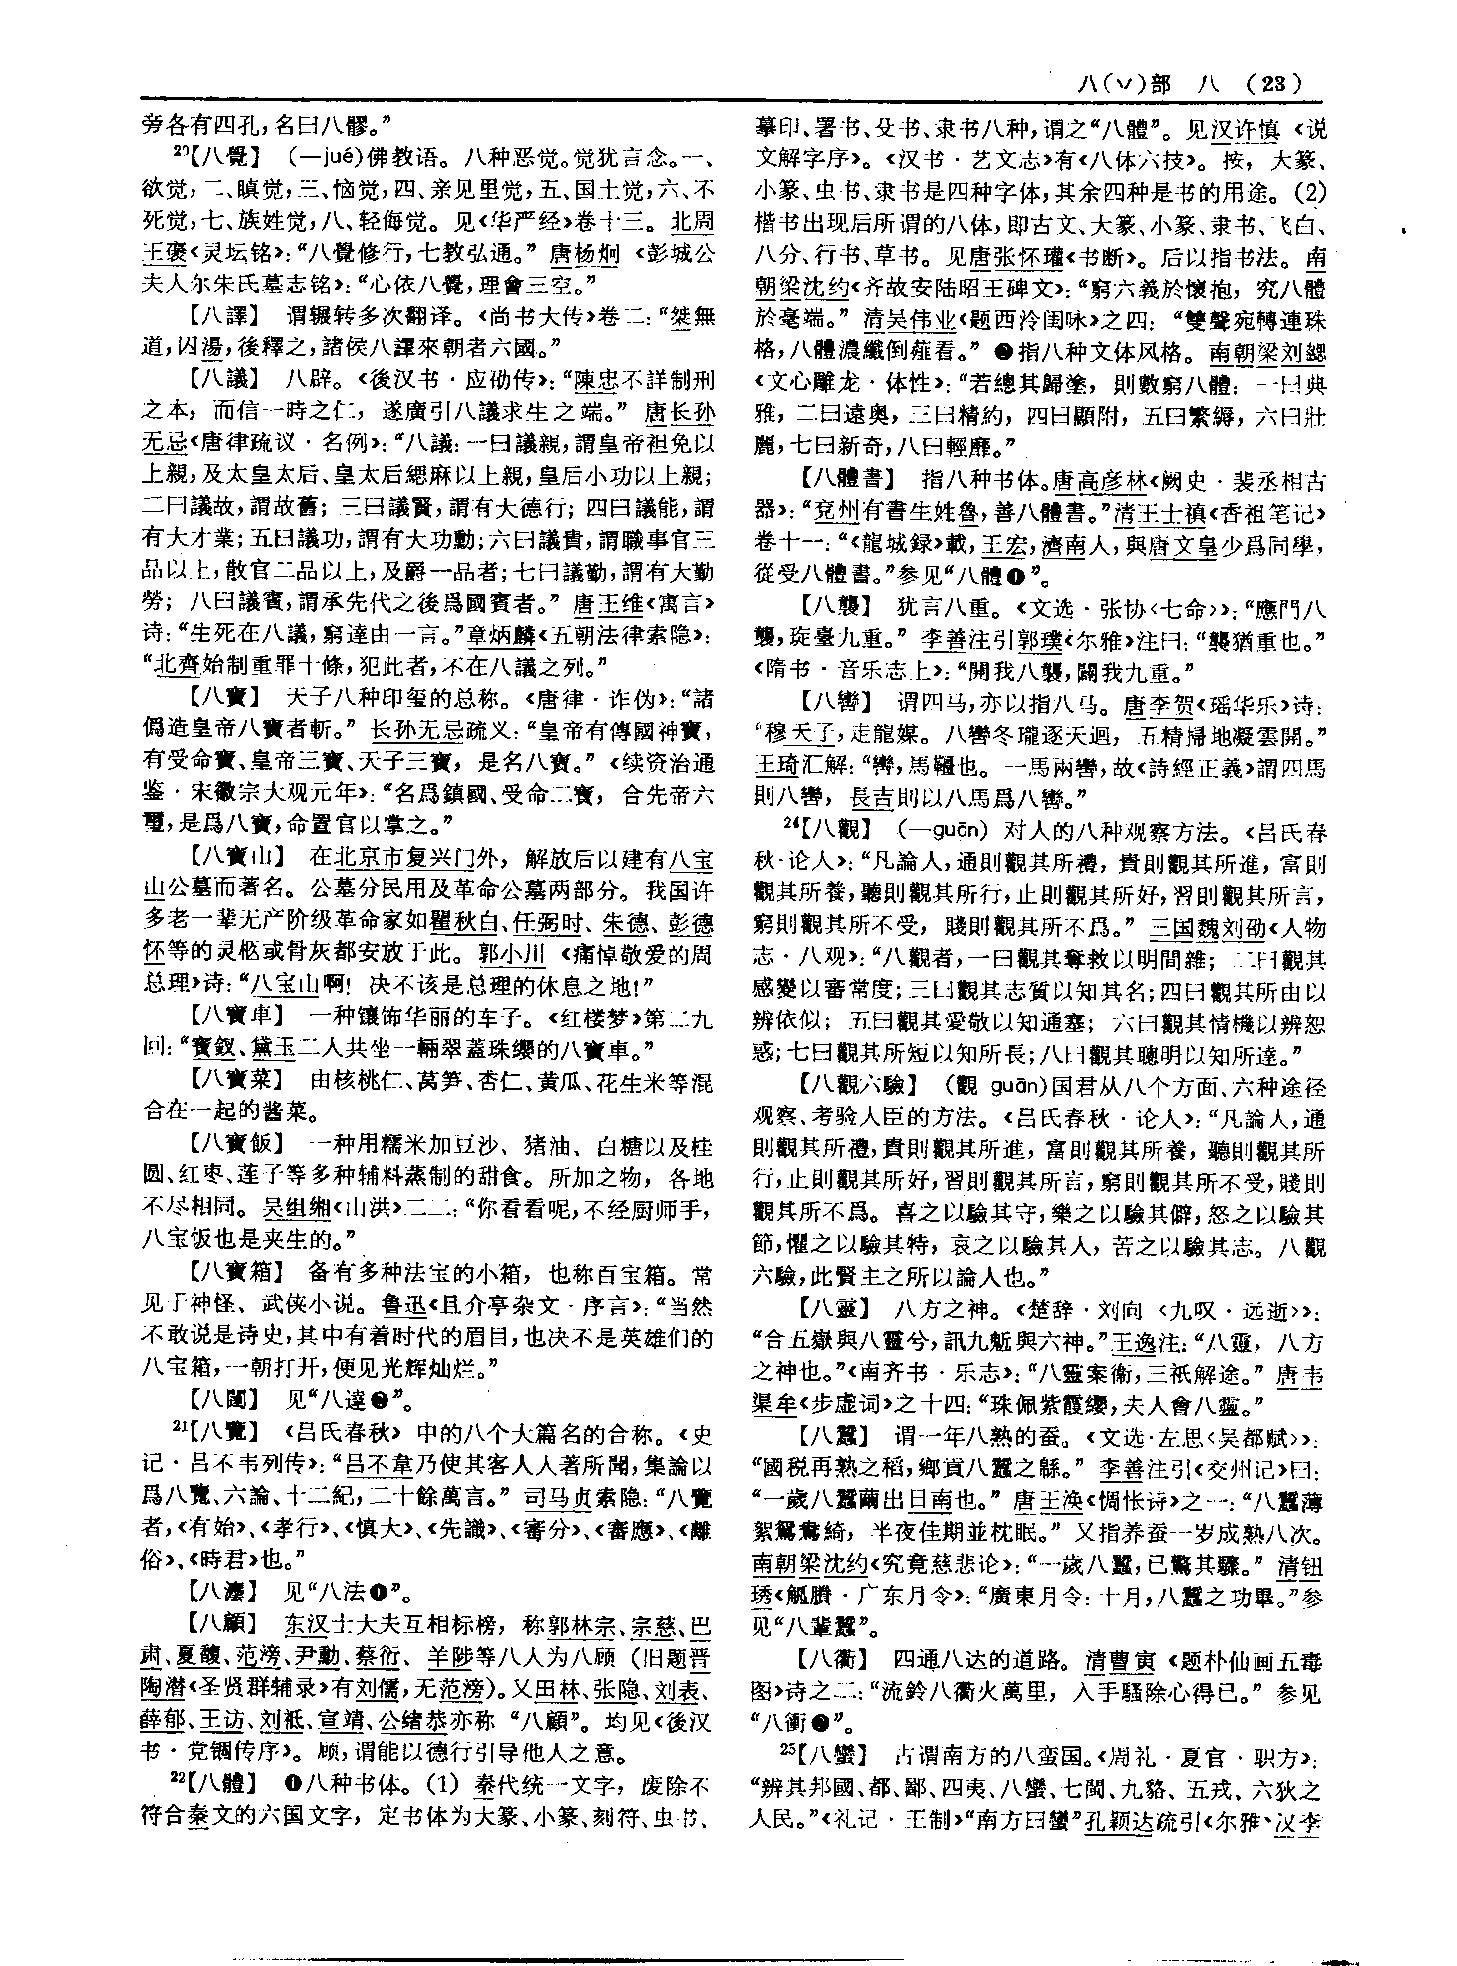 八(丷)部 八 (23)
旁各有四孔,名曰八髎。”
20【八覺】 (—jué)佛教语。八种恶觉。觉犹言念。一、
欲觉,二、瞋觉,三、恼觉,四、亲见里觉,五、国土觉,六、不
死觉,七、族姓觉,八、轻侮觉。见《华严经》卷十三。北周
王褒《灵坛铭》:“八覺修行,七教弘通。”唐杨炯《彭城公
夫人尔朱氏墓志铭》:“心依八覺,理會三空。”
【八譯】 谓辗转多次翻译。《尚书大传》卷二:“桀無
道,囚湯,後釋之,諸侯八譯來朝者六國。”
【八議】 八辟。《後汉书·应劭传》:“陳忠不詳制刑
之本,而信一時之仁,遂廣引八議求生之端。”唐长孙
无忌《唐律疏议·名例》:“八議:一曰議親,謂皇帝袒免以
上親,及太皇太后、皇太后緦麻以上親,皇后小功以上親;
二曰議故,謂故舊;三曰議賢,謂有大德行;四曰議能,謂
有大才業;五曰議功,謂有大功勳;六曰議貴,謂職事官三
品以上,散官二品以上,及爵一品者;七曰議勤,謂有大勤
勞;八曰議賓,謂承先代之後爲國賓者。”唐王维《寓言》
诗:“生死在八議,窮達由一言。”章炳麟《五朝法律索隐》:
“北齊始制重罪十條,犯此者,不在八議之列。”
【八寶】 天子八种印玺的总称。《唐律·诈伪》:“諸
僞造皇帝八寶者斬。”长孙无忌疏义:“皇帝有傳國神寶,
有受命寶、皇帝三寶、天子三寶,是名八寶。”《续资治通
鉴·宋徽宗大观元年》:“名爲鎮國、受命二寶,合先帝六
璽,是爲八寶,命置官以掌之。”
【八寶山】 在北京市复兴门外,解放后以建有八宝
山公墓而著名。公墓分民用及革命公墓两部分。我国许
多老一辈无产阶级革命家如瞿秋白、任弼时、朱德、彭德
怀等的灵柩或骨灰都安放于此。郭小川《痛悼敬爱的周
总理》诗:“八宝山啊!决不该是总理的休息之地!”
【八寶車】 一种镶饰华丽的车子。《红楼梦》第二九
回:“寶釵、黛玉二人共坐一輛翠蓋珠纓的八寶車。”
【八寶菜】 由核桃仁、莴笋、杏仁、黄瓜、花生米等混
合在一起的酱菜。
【八寶飯】 一种用糯米加豆沙、猪油、白糖以及桂
圆、红枣、莲子等多种辅料蒸制的甜食。所加之物,各地
不尽相同。吴组缃《山洪》二二:“你看看呢,不经厨师手,
八宝饭也是夹生的。”
【八寶箱】 备有多种法宝的小箱,也称百宝箱。常
见于神怪、武侠小说。鲁迅《且介亭杂文·序言》:“当然
不敢说是诗史,其中有着时代的眉目,也决不是英雄们的
八宝箱,一朝打开,便见光辉灿烂。”
【八闥】 见“八達❷”。
21【八覽】 《吕氏春秋》中的八个大篇名的合称。《史
记·吕不韦列传》:“吕不韋乃使其客人人著所聞,集論以
爲八覽、六論、十二紀,二十餘萬言。”司马贞索隐:“八覽
者,《有始》、《孝行》、《慎大》、《先識》、《審分》、《審應》、《離
俗》、《時君》也。”
【八灋】 见“八法❶”。
【八顧】 东汉士大夫互相标榜,称郭林宗、宗慈、巴
肃、夏馥、范滂、尹勳、蔡衍、羊陟等八人为八顾(旧题晋
陶潜《圣贤群辅录》有刘儒,无范滂)。又田林、张隐、刘表、
薛郁、王访、刘祗、宣靖、公绪恭亦称“八顧”。均见《後汉
书·党锢传序》。顾,谓能以德行引导他人之意。
22【八體】 ❶八种书体。(1)秦代统一文字,废除不
符合秦文的六国文字,定书体为大篆、小篆、刻符、虫书、
摹印、署书、殳书、隶书八种,谓之“八體”。见汉许慎《说
文解字序》。《汉书·艺文志》有《八体六技》。按,大篆、
小篆、虫书、隶书是四种字体,其余四种是书的用途。(2)
楷书出现后所谓的八体,即古文、大篆、小篆、隶书、飞白、
八分、行书、草书。见唐张怀瓘《书断》。后以指书法。南
朝梁沈约《齐故安陆昭王碑文》:“窮六義於懷抱,究八體
於毫端。”清吴伟业《题西泠闺咏》之四:“雙聲宛轉連珠
格,八體濃纖倒薤看。”❷指八种文体风格。南朝梁刘勰
《文心雕龙·体性》:“若總其歸塗,則數窮八體:一曰典
雅,二曰遠奥,三曰精約,四曰顯附,五曰繁縟,六曰壯
麗,七曰新奇,八曰輕靡。”
【八體書】 指八种书体。唐高彦林《阙史·裴丞相古
器》:“兗州有書生姓魯,善八體書。”清王士禛《香祖笔记》
卷十一:“《龍城録》載,王宏,濟南人,與唐文皇少爲同學,
從受八體書。”参见“八體❶”。
【八襲】 犹言八重。《文选·张协〈七命〉》:“應門八
襲,琁臺九重。”李善注引郭璞《尔雅》注曰:“襲猶重也。”
《隋书·音乐志上》:“開我八襲,闢我九重。”
【八轡】 谓四马,亦以指八马。唐李贺《瑶华乐》诗:
“穆天子,走龍媒。八轡冬瓏逐天迴,五精掃地凝雲開。”
王琦汇解:“轡,馬韁也。一馬兩轡,故《詩經正義》謂四馬
則八轡,長吉則以八馬爲八轡。”
24【八觀】 (—guān)对人的八种观察方法。《吕氏春
秋·论人》:“凡論人,通則觀其所禮,貴則觀其所進,富則
觀其所養,聽則觀其所行,止則觀其所好,習則觀其所言,
窮則觀其所不受,賤則觀其所不爲。”三国魏刘劭《人物
志·八观》:“八觀者,一曰觀其奪救以明間雜;二曰觀其
感變以審常度;三曰觀其志質以知其名;四曰觀其所由以
辨依似;五曰觀其愛敬以知通塞;六曰觀其情機以辨恕
惑;七曰觀其所短以知所長;八曰觀其聰明以知所達。”
【八觀六驗】 (觀 guān)国君从八个方面、六种途径
观察、考验人臣的方法。《吕氏春秋·论人》:“凡論人,通
則觀其所禮,貴則觀其所進,富則觀其所養,聽則觀其所
行,止則觀其所好,習則觀其所言,窮則觀其所不受,賤則
觀其所不爲。喜之以驗其守,樂之以驗其僻,怒之以驗其
節,懼之以驗其特,哀之以驗其人,苦之以驗其志。八觀
六驗,此賢主之所以論人也。”
【八靈】 八方之神。《楚辞·刘向〈九叹·远逝〉》:
“合五嶽與八靈兮,訊九鬿與六神。”王逸注:“八靈,八方
之神也。”《南齐书·乐志》:“八靈案衛,三祇解途。”唐韦
渠牟《步虚词》之十四:“珠佩紫霞纓,夫人會八靈。”
【八蠶】 谓一年八熟的蚕。《文选·左思〈吴都赋〉》:
“國税再熟之稻,鄉貢八蠶之緜。”李善注引《交州记》曰:
“一歲八蠶繭出日南也。”唐王涣《惆怅诗》之一:“八蠶薄
絮鴛鴦綺,半夜佳期並枕眠。”又指养蚕一岁成熟八次。
南朝梁沈约《究竟慈悲论》:“一歲八蠶,已驚其驟。”清钮
琇《觚賸·广东月令》:“廣東月令:十月,八蠶之功畢。”参
见“八輩蠶”。
【八衢】 四通八达的道路。清曹寅《题朴仙画五毒
图》诗之二:“流鈴八衢火萬里,入手騷除心得已。”参见
“八衝❷”。
25【八蠻】 古谓南方的八蛮国。《周礼·夏官·职方》:
“辨其邦國、都、鄙、四夷、八蠻、七閩、九貉、五戎、六狄之
人民。”《礼记·王制》“南方曰蠻”孔颖达疏引《尔雅》汉李